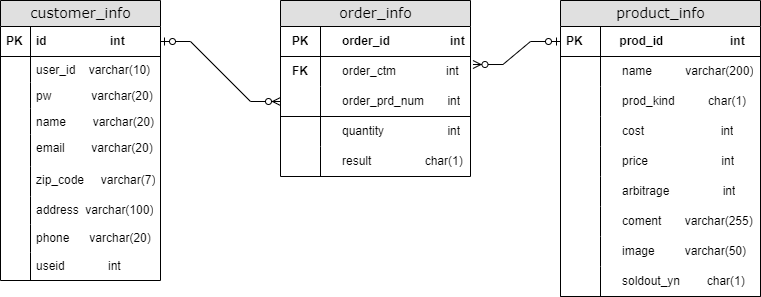 customer_info
PK id int
user_id varchar(10)
pw varchar(20)
name varchar(20)
email varchar(20)
zip_code varchar(7)
address varchar(100)
phone varchar(20)
useid int
order_info
PK order_id int
FK order_ctm int
order_prd_num int
quantity int
result char(1)
product_info
PK prod_id int
name varchar(200)
prod_kind char(1)
cost int
price int
arbitrage int
coment varchar(255)
image varchar(50)
soldout_yn char(1)